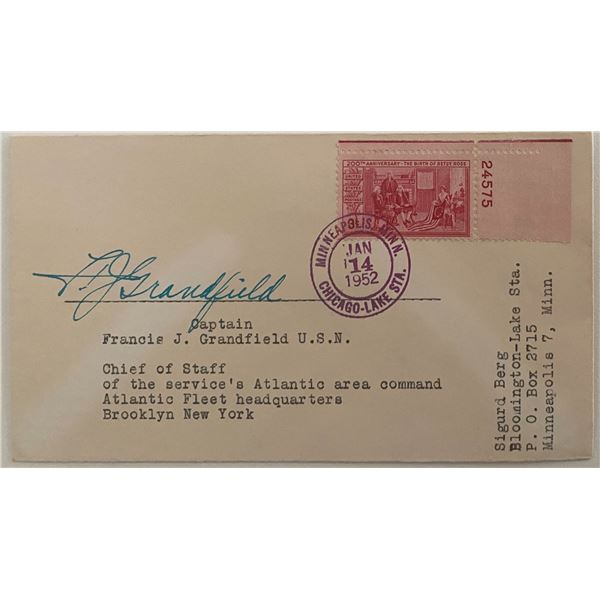 200TH ANNIVERSARY - THE BIRTH OF BETSY ROSS
24575
MINNEAPOLIS, MINN.
JAN
14
1952
CHICAGO-LAKE STA.
F. J. Grandfield
Captain
Francis J. Grandfield U.S.N.
Chief of Staff
of the service's Atlantic area command
Atlantic Fleet headquarters
Brooklyn New York
Sigurd Berg
Bloomington-Lake Sta.
P. O. Box 2715
Minneapolis 7, Minn.